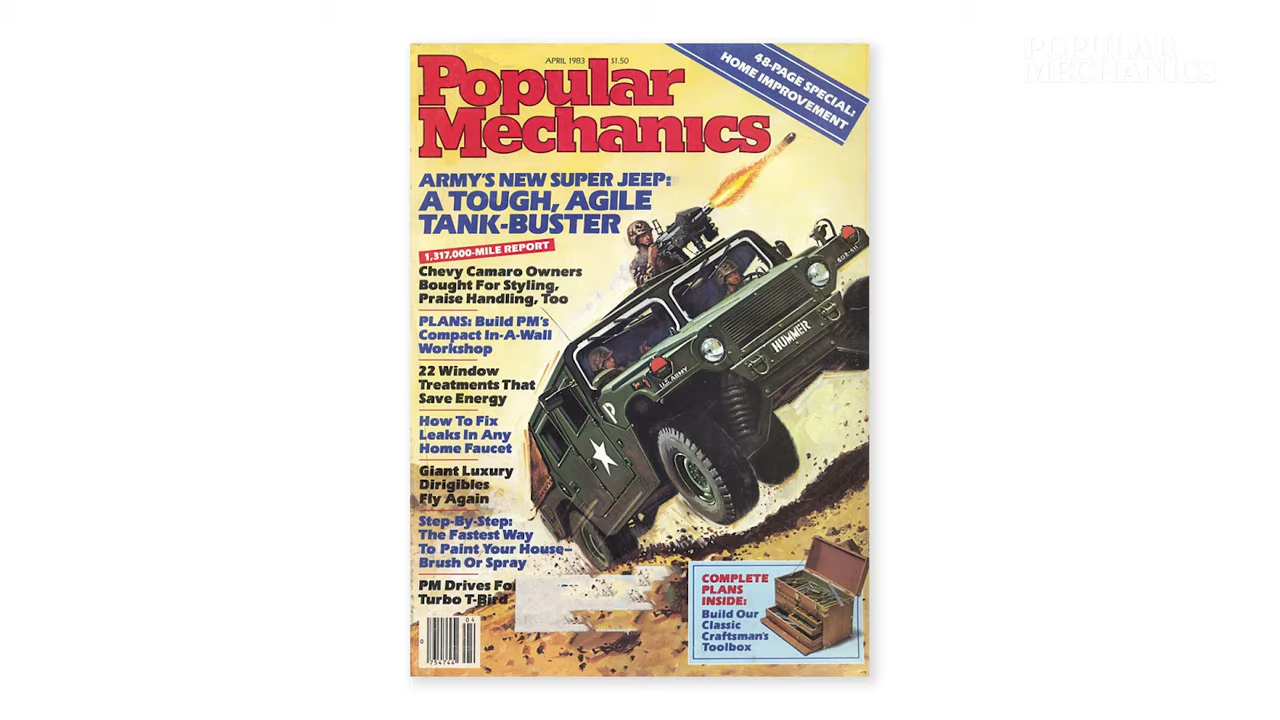 POPULAR
MECHANICS
APRIL 1983 $1.50
Popular
Mechanics
48-PAGE SPECIAL:
HOME IMPROVEMENT
ARMY'S NEW SUPER JEEP:
A TOUGH, AGILE
TANK-BUSTER
1,317,000-MILE REPORT
Chevy Camaro Owners
Bought For Styling,
Praise Handling, Too
PLANS: Build PM's
Compact In-A-Wall
Workshop
22 Window
Treatments That
Save Energy
How To Fix
Leaks In Any
Home Faucet
Giant Luxury
Dirigibles
Fly Again
Step-By-Step:
The Fastest Way
To Paint Your House–
Brush Or Spray
PM Drives
Turbo T-Bird
HUMMER
U.S. ARMY
COMPLETE
PLANS
INSIDE:
Build Our
Classic
Craftsman's
Toolbox
04
0